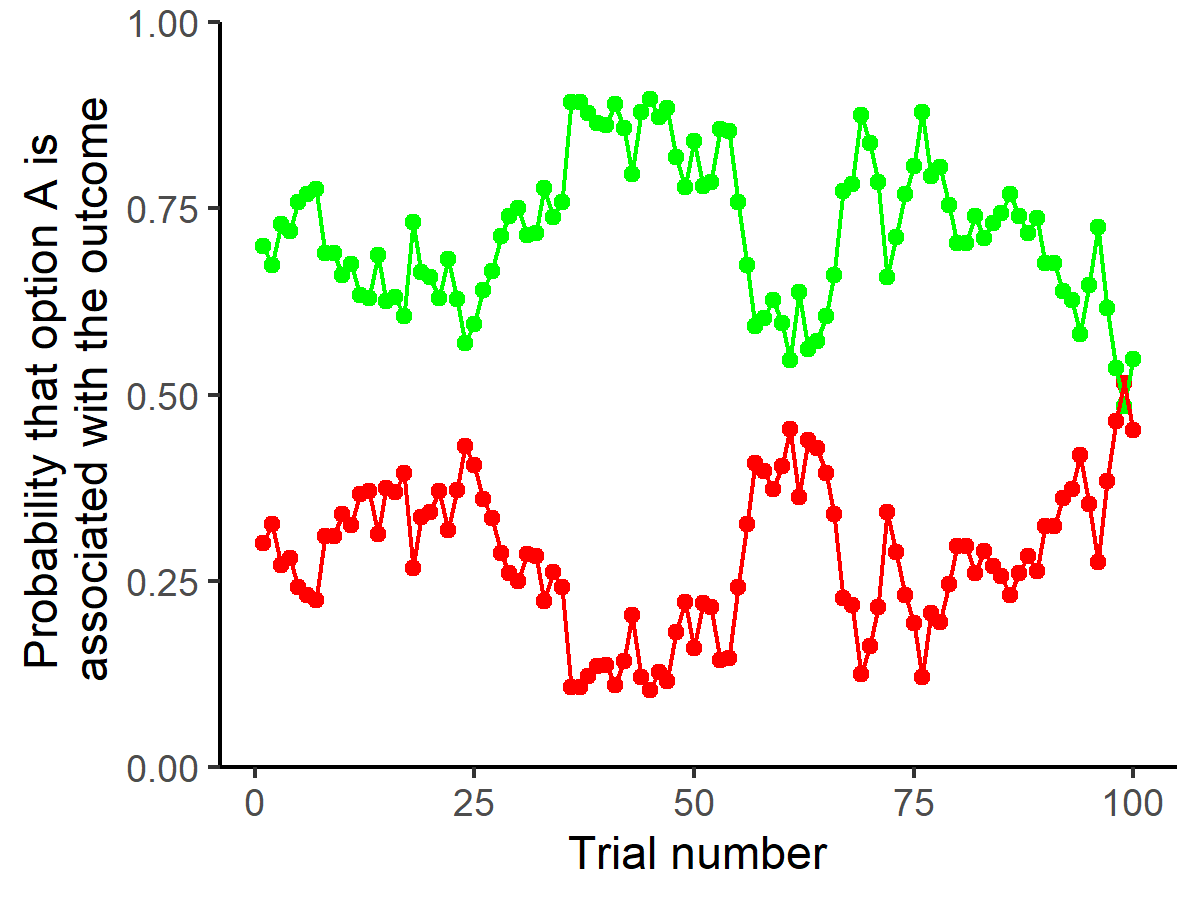 Probability that option A is
associated with the outcome
1.00
0.75
0.50
0.25
0.00
0 25 50 75 100
Trial number